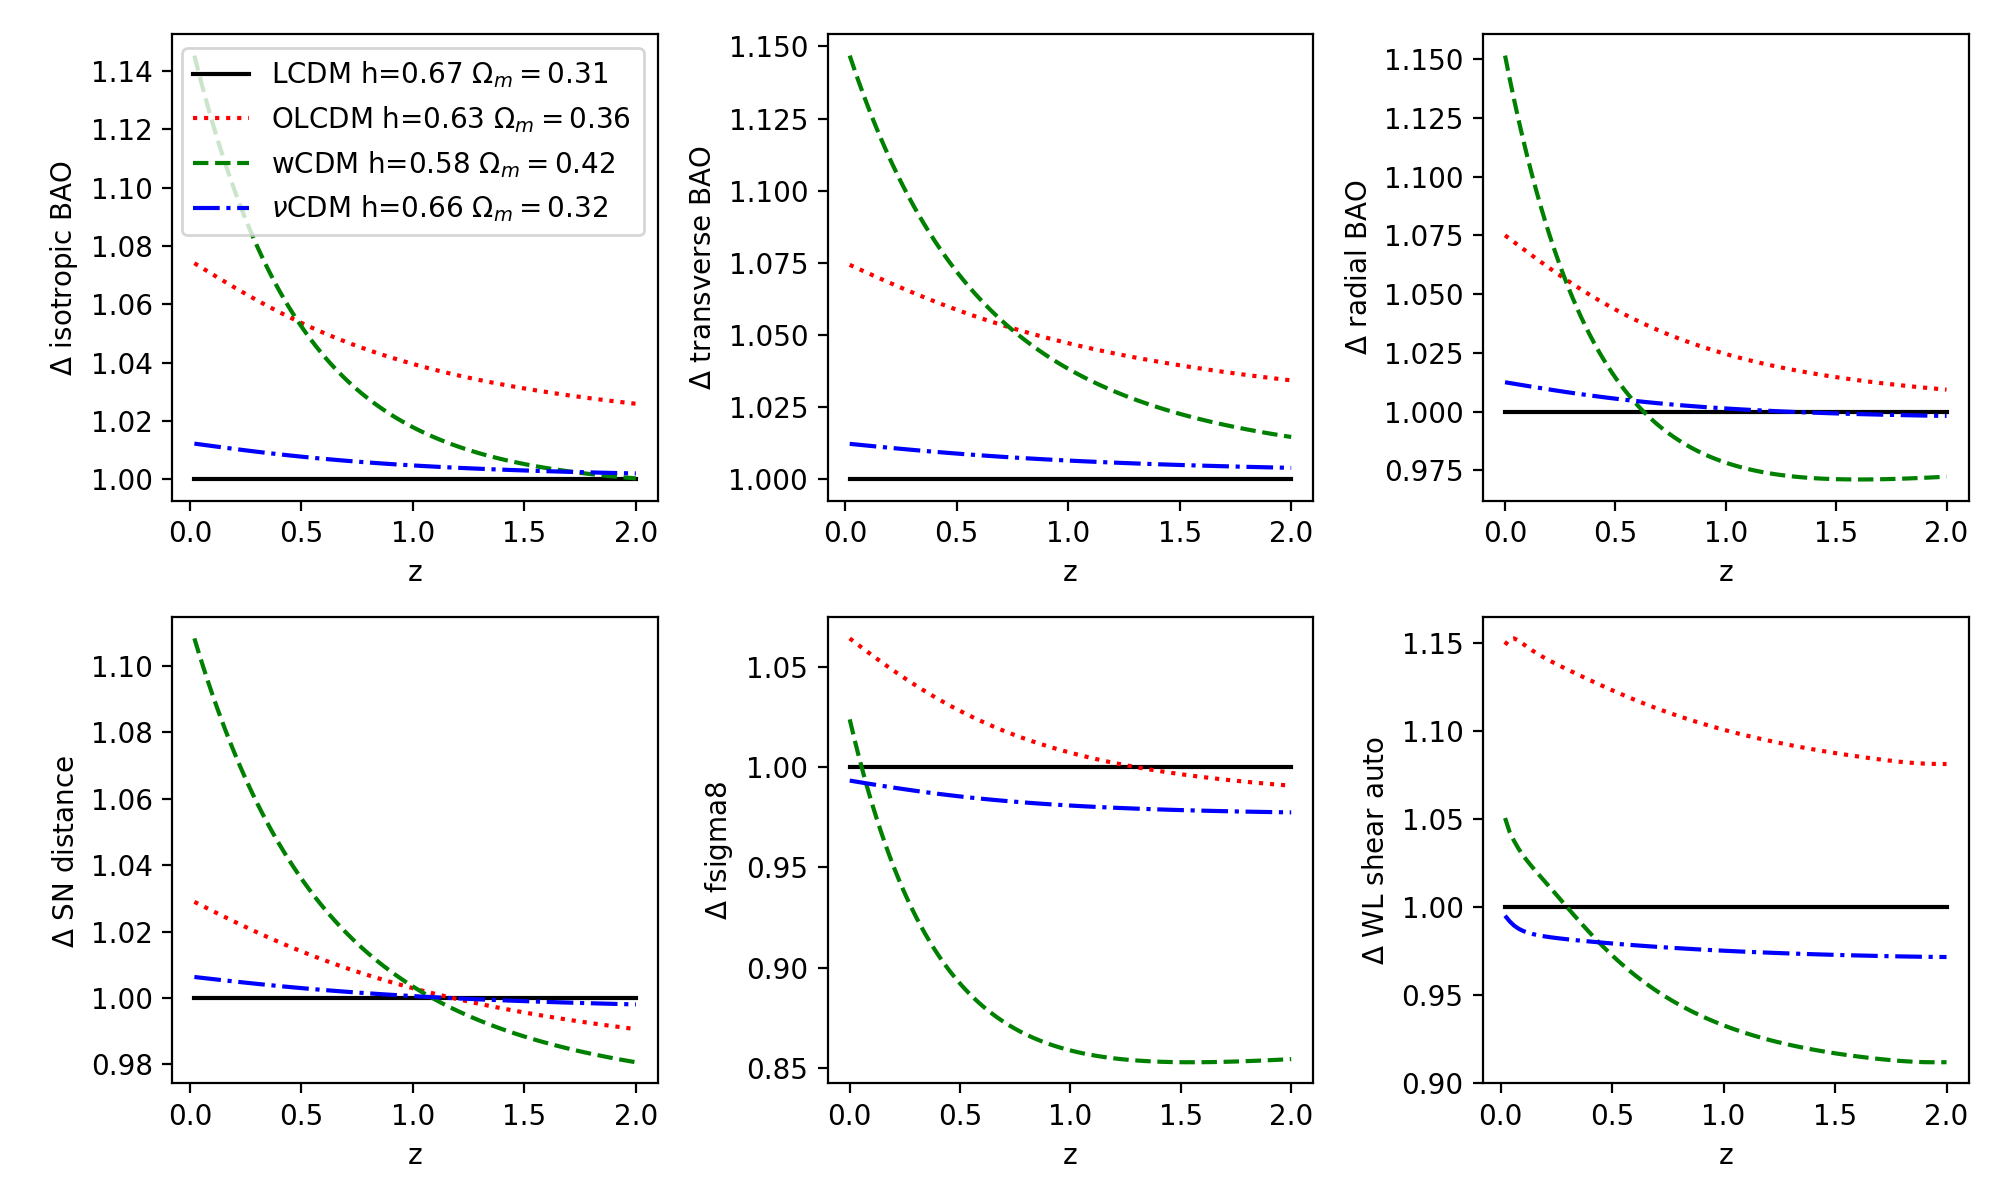 Δ isotropic BAO
1.14
1.12
1.10
1.08
1.06
1.04
1.02
1.00
LCDM h=0.67 Ωₘ = 0.31
OLCDM h=0.63 Ωₘ = 0.36
wCDM h=0.58 Ωₘ = 0.42
νCDM h=0.66 Ωₘ = 0.32
0.0 0.5 1.0 1.5 2.0
z
Δ transverse BAO
1.150
1.125
1.100
1.075
1.050
1.025
1.000
0.0 0.5 1.0 1.5 2.0
z
Δ radial BAO
1.150
1.125
1.100
1.075
1.050
1.025
1.000
0.975
0.0 0.5 1.0 1.5 2.0
z
Δ SN distance
1.10
1.08
1.06
1.04
1.02
1.00
0.98
0.0 0.5 1.0 1.5 2.0
z
Δ fsigma8
1.05
1.00
0.95
0.90
0.85
0.0 0.5 1.0 1.5 2.0
z
Δ WL shear auto
1.15
1.10
1.05
1.00
0.95
0.90
0.0 0.5 1.0 1.5 2.0
z